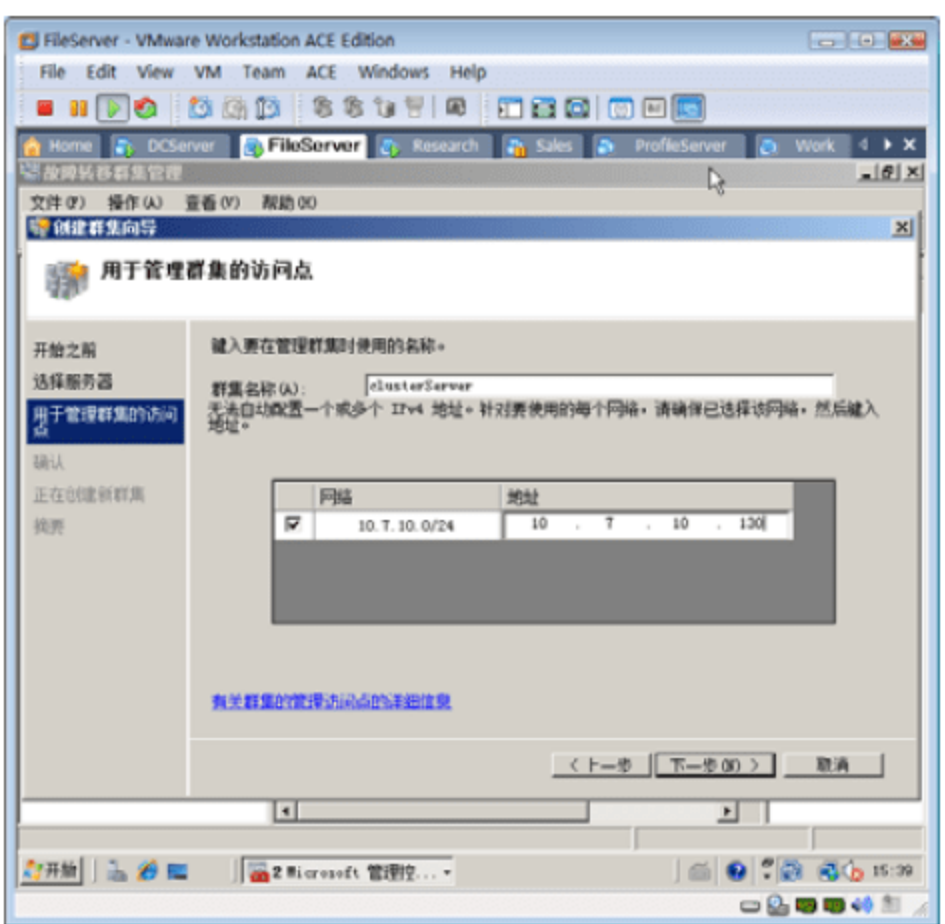 FileServer - VMware Workstation ACE Edition
File Edit View VM Team ACE Windows Help
Home DCServer FileServer Research Sales ProfileServer Work
故障转移群集管理
文件(F) 操作(A) 查看(V) 帮助(H)
创建群集向导
用于管理群集的访问点
开始之前
选择服务器
用于管理群集的访问
点
确认
正在创建新群集
摘要
键入要在管理群集时使用的名称。
群集名称(A): clusterServer
无法自动配置一个或多个 IPv4 地址。针对要使用的每个网络，请确保已选择该网络，然后键入
地址。
网络 地址
10.7.10.0/24 10 . 7 . 10 . 130
有关群集的管理访问点的详细信息
< 上一步 下一步(N) > 取消
开始 2 Microsoft 管理控... 15:39